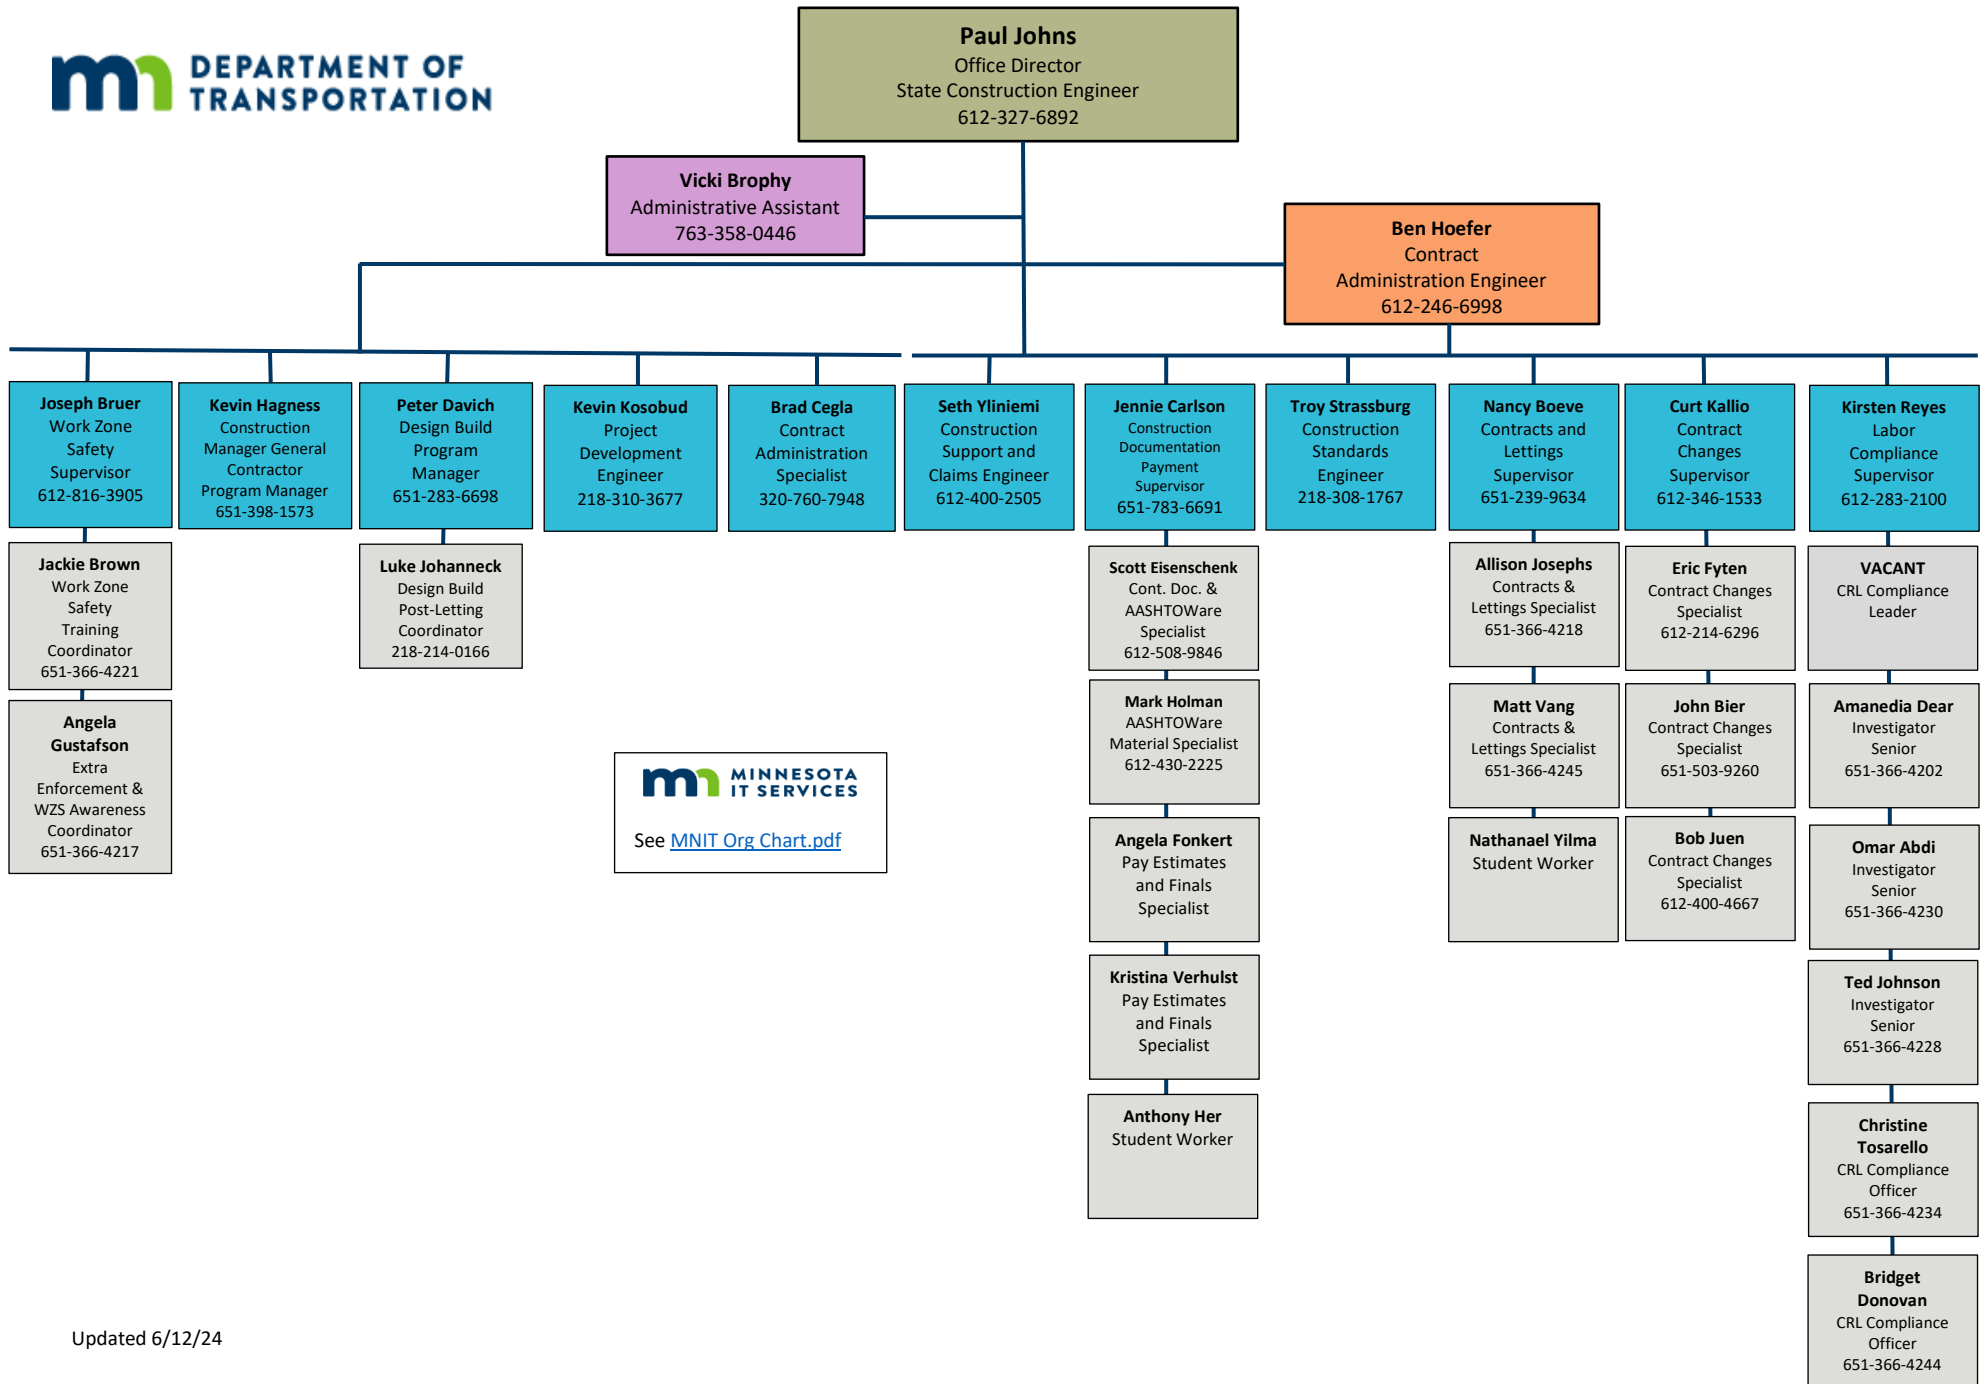 DEPARTMENT OF
TRANSPORTATION
Paul Johns
Office Director
State Construction Engineer
612-327-6892
Vicki Brophy
Administrative Assistant
763-358-0446
Ben Hoefer
Contract
Administration Engineer
612-246-6998
Joseph Bruer
Work Zone
Safety
Supervisor
612-816-3905
Kevin Hagness
Construction
Manager General
Contractor
Program Manager
651-398-1573
Peter Davich
Design Build
Program
Manager
651-283-6698
Kevin Kosobud
Project
Development
Engineer
218-310-3677
Brad Cegla
Contract
Administration
Specialist
320-760-7948
Seth Yliniemi
Construction
Support and
Claims Engineer
612-400-2505
Jennie Carlson
Construction
Documentation
Payment
Supervisor
651-783-6691
Troy Strassburg
Construction
Standards
Engineer
218-308-1767
Nancy Boeve
Contracts and
Lettings
Supervisor
651-239-9634
Curt Kallio
Contract
Changes
Supervisor
612-346-1533
Kirsten Reyes
Labor
Compliance
Supervisor
612-283-2100
Jackie Brown
Work Zone
Safety
Training
Coordinator
651-366-4221
Angela
Gustafson
Extra
Enforcement &
WZS Awareness
Coordinator
651-366-4217
Luke Johanneck
Design Build
Post-Letting
Coordinator
218-214-0166
MINNESOTA
IT SERVICES
See MNIT Org Chart.pdf
Scott Eisenschenk
Cont. Doc. &
AASHTOWare
Specialist
612-508-9846
Mark Holman
AASHTOWare
Material Specialist
612-430-2225
Angela Fonkert
Pay Estimates
and Finals
Specialist
Kristina Verhulst
Pay Estimates
and Finals
Specialist
Anthony Her
Student Worker
Allison Josephs
Contracts &
Lettings Specialist
651-366-4218
Matt Vang
Contracts &
Lettings Specialist
651-366-4245
Nathanael Yilma
Student Worker
Eric Fyten
Contract Changes
Specialist
612-214-6296
John Bier
Contract Changes
Specialist
651-503-9260
Bob Juen
Contract Changes
Specialist
612-400-4667
VACANT
CRL Compliance
Leader
Amanedia Dear
Investigator
Senior
651-366-4202
Omar Abdi
Investigator
Senior
651-366-4230
Ted Johnson
Investigator
Senior
651-366-4228
Christine
Tosarello
CRL Compliance
Officer
651-366-4234
Bridget
Donovan
CRL Compliance
Officer
651-366-4244
Updated 6/12/24